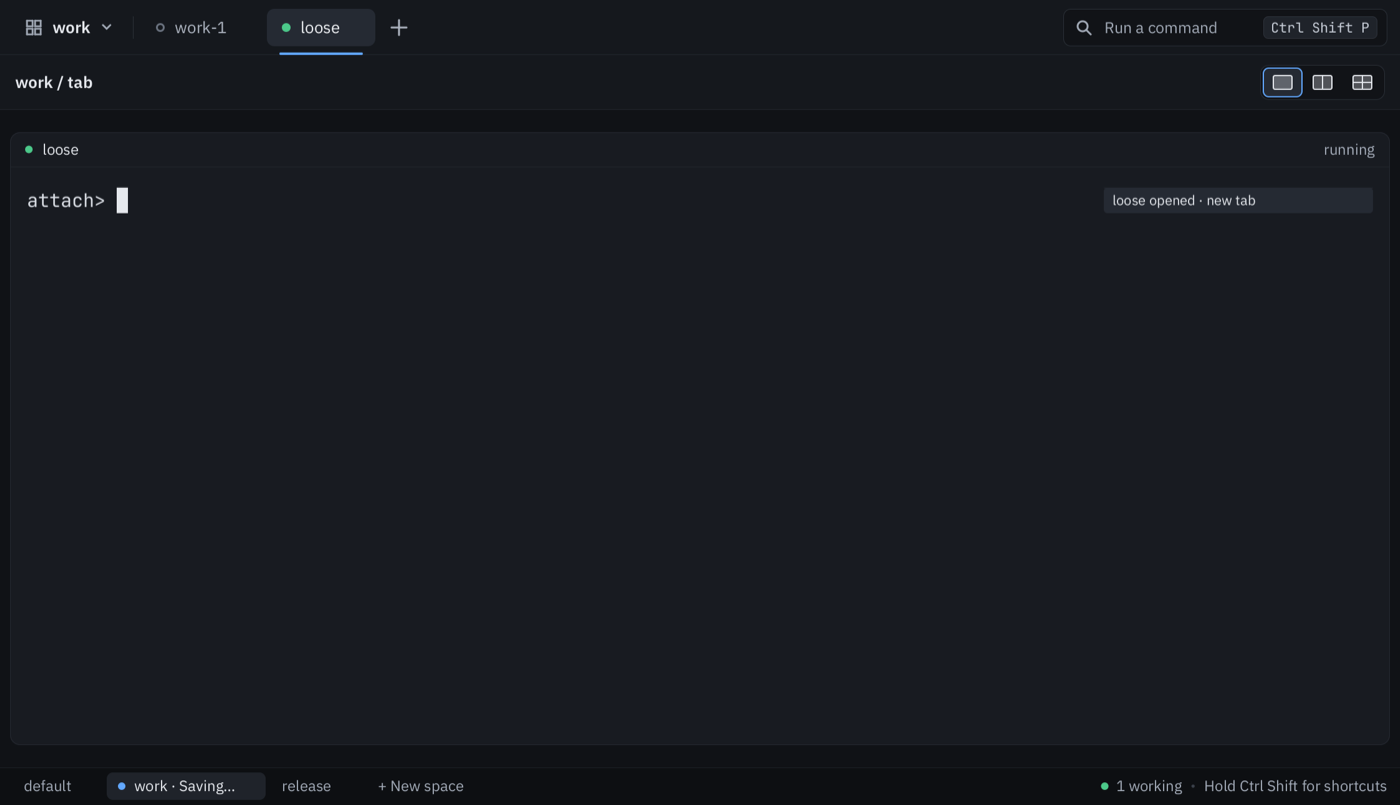 work work-1 loose Run a command Ctrl Shift P
work / tab
loose running
attach> loose opened · new tab
default work · Saving... release + New space 1 working • Hold Ctrl Shift for shortcuts